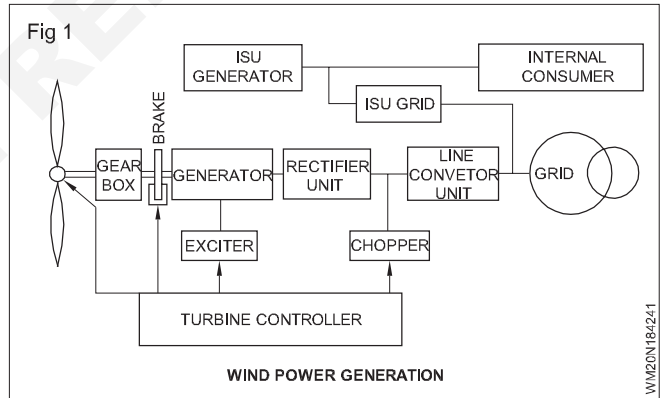 Fig 1
ISU
GENERATOR
INTERNAL
CONSUMER
ISU GRID
BRAKE
GEAR
BOX
GENERATOR
RECTIFIER
UNIT
LINE
CONVETOR
UNIT
GRID
EXCITER
CHOPPER
TURBINE CONTROLLER
WIND POWER GENERATION
WM20N184241